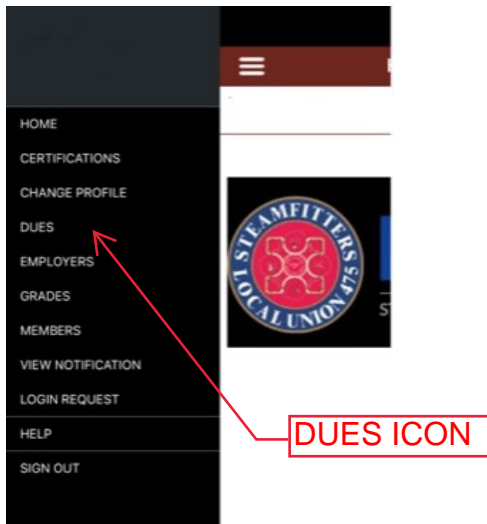 HOME
CERTIFICATIONS
CHANGE PROFILE
DUES
EMPLOYERS
GRADES
MEMBERS
VIEW NOTIFICATION
LOGIN REQUEST
HELP
SIGN OUT
STEAMFITTERS
LOCAL UNION 475
DUES ICON